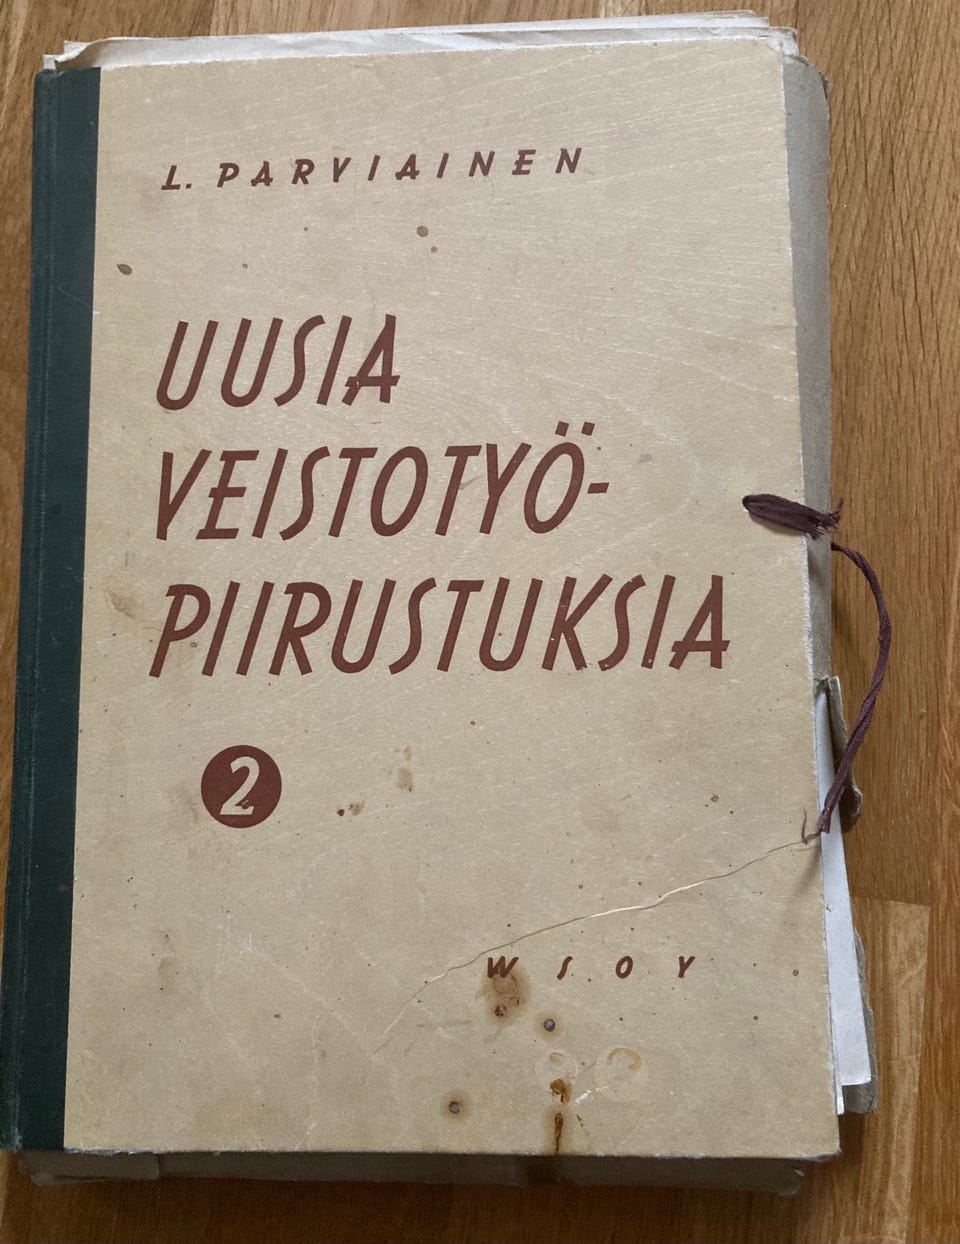 L. PARVIAINEN
UUSIA
VEISTOTYÖ-
PIIRUSTUKSIA
2
WSOY